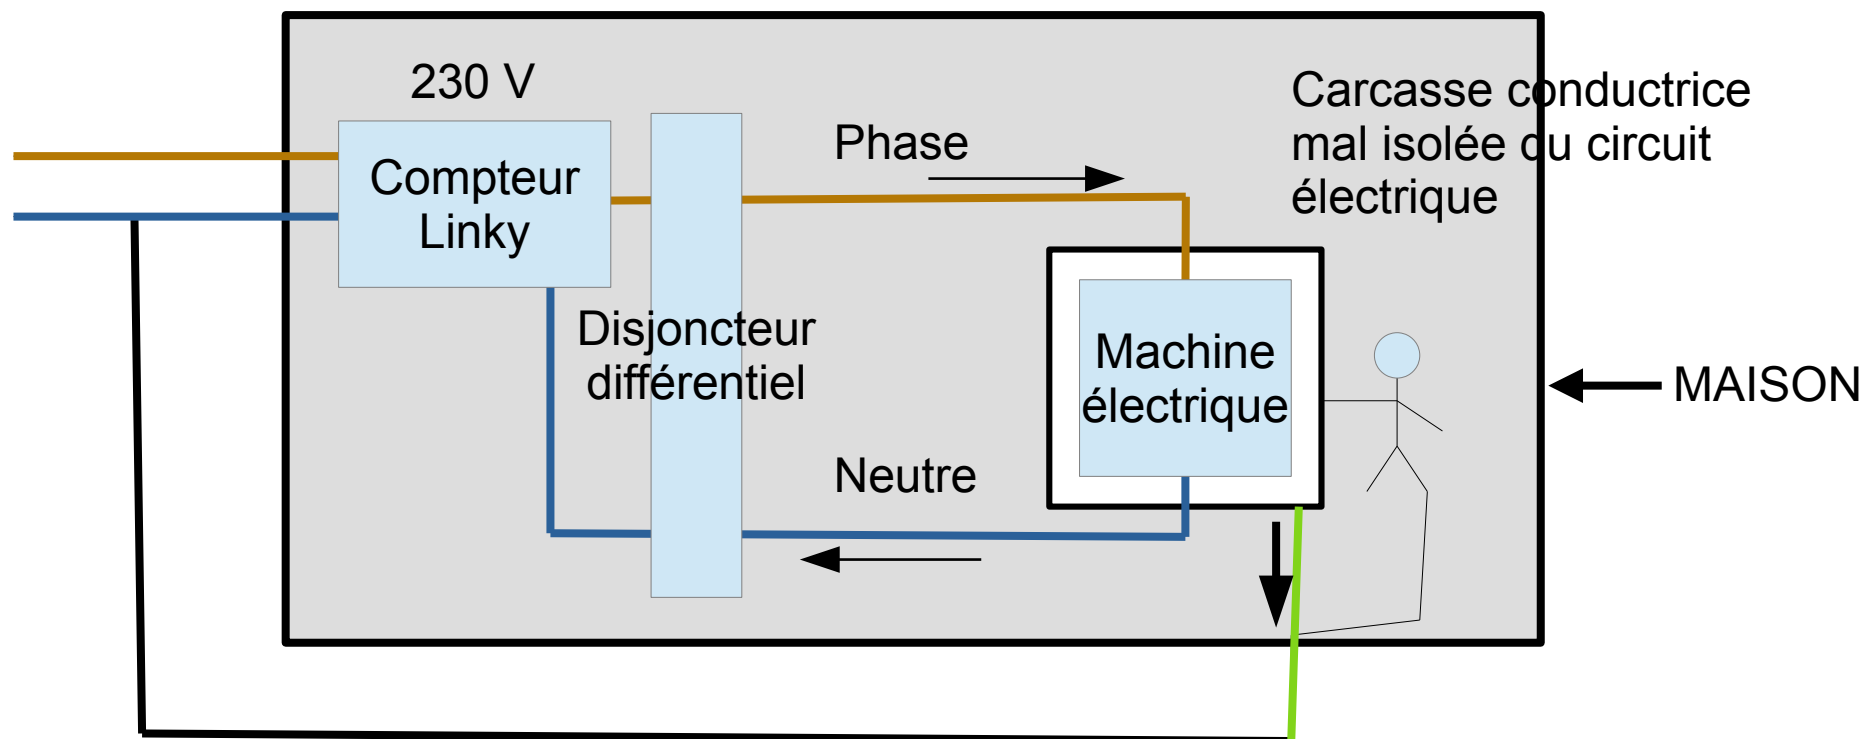 230 V
Compteur
Linky
Phase
Carcasse conductrice
mal isolée du circuit
électrique
Disjoncteur
différentiel
Machine
électrique
Neutre
MAISON